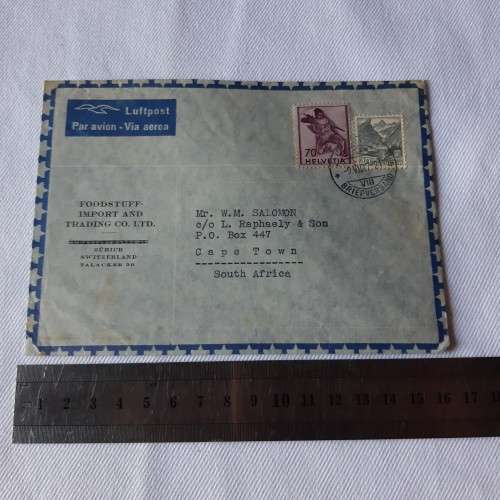 Luftpost
Par avion - Via aerea
70
HELVETIA
VIII
BRIEFVERSAND
FOODSTUFF-
IMPORT AND
TRADING CO. LTD.
ZÜRICH
SWITZERLAND
TALACKER
Mr. W.M. SALOMON
c/o L. Raphaely & Son
P.O. Box 447
Cape Town
South Africa
1 2 3 4 5 6 7 8 9 10 11 12 13 14 15 16 17